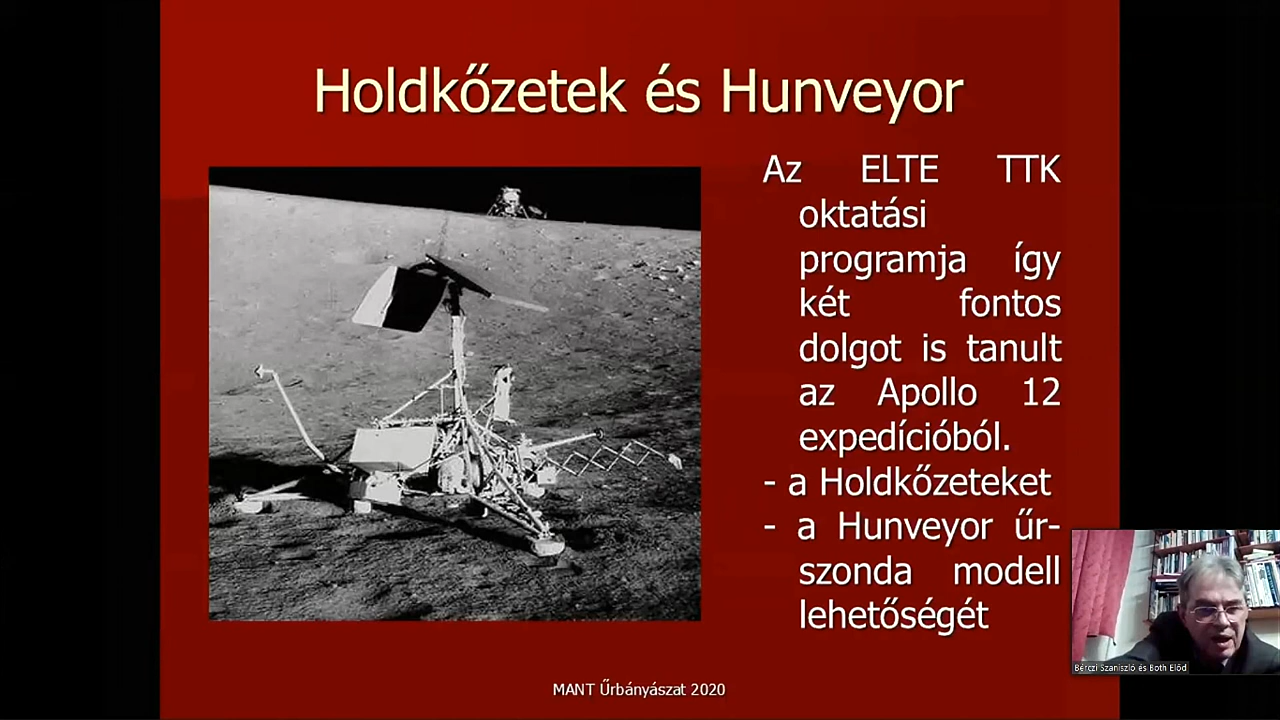 Holdkőzetek és Hunveyor
Az ELTE TTK
oktatási
programja így
két fontos
dolgot is tanult
az Apollo 12
expedícióból.
- a Holdkőzeteket
- a Hunveyor űr-
szonda modell
lehetőségét
Bérczi Szaniszló és Both Előd
MANT Űrbányászat 2020